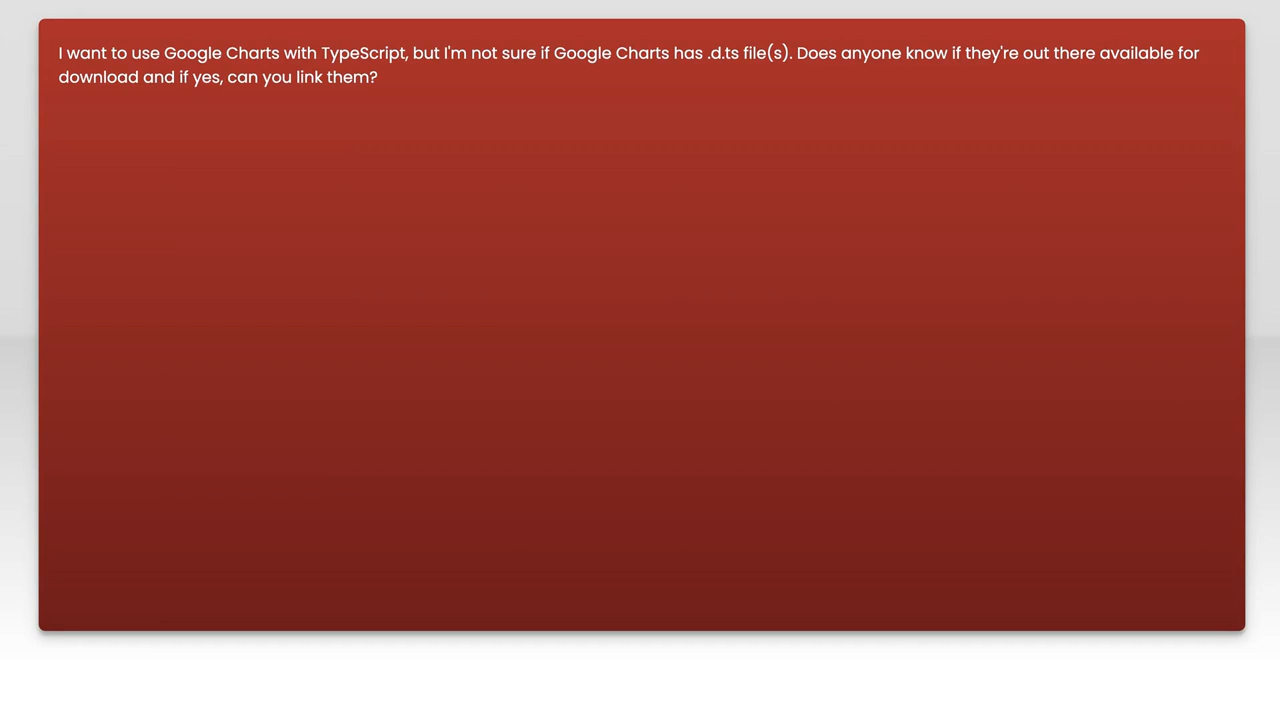 I want to use Google Charts with TypeScript, but I'm not sure if Google Charts has .d.ts file(s). Does anyone know if they're out there available for
download and if yes, can you link them?